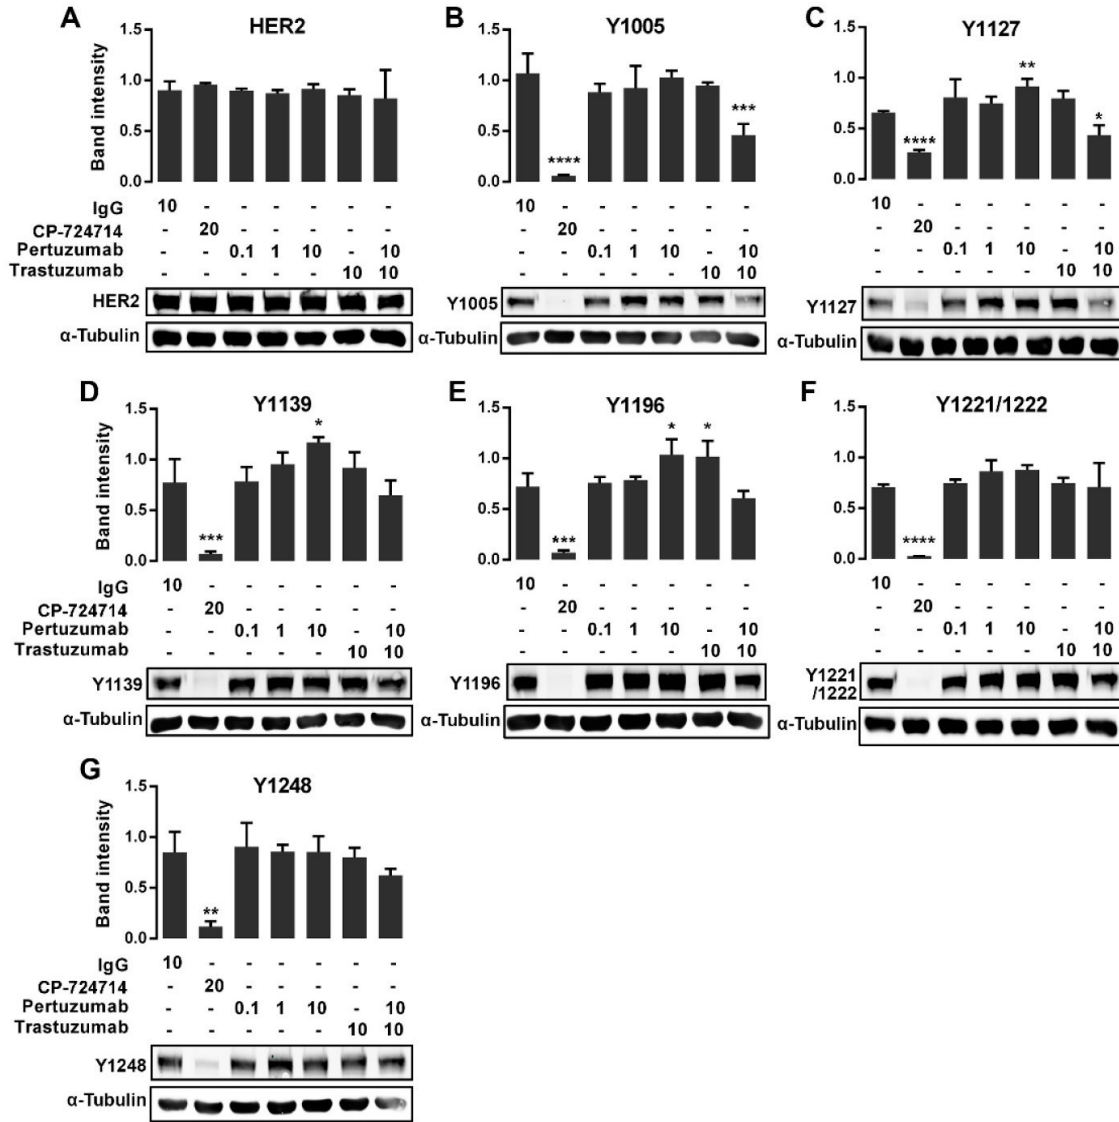 A HER2
Band intensity
1.5
1.0
0.5
0.0
IgG 10 - - - - - -
CP-724714 - 20 - - - - -
Pertuzumab - - 0.1 1 10 - 10
Trastuzumab - - - - - 10 10
HER2
α-Tubulin
B Y1005
1.5
1.0
0.5
0.0
**** ***
10 - - - - - -
- 20 - - - - -
- - 0.1 1 10 - 10
- - - - - 10 10
Y1005
α-Tubulin
C Y1127
1.5
1.0
0.5
0.0
**** ** *
10 - - - - - -
- 20 - - - - -
- - 0.1 1 10 - 10
- - - - - 10 10
Y1127
α-Tubulin
D Y1139
Band intensity
1.5
1.0
0.5
0.0
*** *
IgG 10 - - - - - -
CP-724714 - 20 - - - - -
Pertuzumab - - 0.1 1 10 - 10
Trastuzumab - - - - - 10 10
Y1139
α-Tubulin
E Y1196
1.5
1.0
0.5
0.0
*** * *
10 - - - - - -
- 20 - - - - -
- - 0.1 1 10 - 10
- - - - - 10 10
Y1196
α-Tubulin
F Y1221/1222
1.5
1.0
0.5
0.0
****
10 - - - - - -
- 20 - - - - -
- - 0.1 1 10 - 10
- - - - - 10 10
Y1221
/1222
α-Tubulin
G Y1248
Band intensity
1.5
1.0
0.5
0.0
**
IgG 10 - - - - - -
CP-724714 - 20 - - - - -
Pertuzumab - - 0.1 1 10 - 10
Trastuzumab - - - - - 10 10
Y1248
α-Tubulin